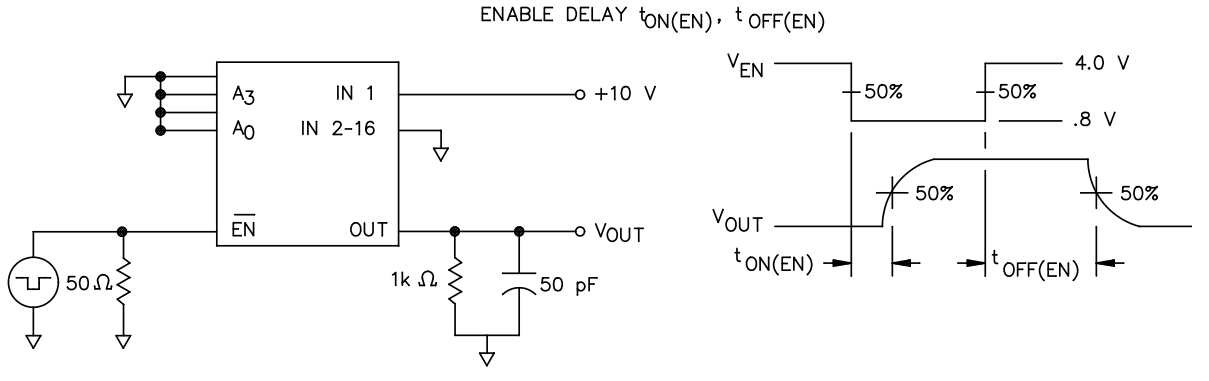 ENABLE DELAY tON(EN), tOFF(EN)
A3
A0
IN 1
IN 2-16
+10 V
EN
OUT
VOUT
50Ω
1k Ω
50 pF
VEN
4.0 V
50%
50%
.8 V
50%
50%
VOUT
tON(EN)
tOFF(EN)